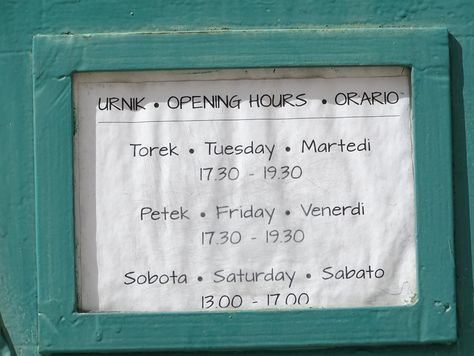 URNIK • OPENING HOURS • ORARIO
Torek • Tuesday • Martedi
17.30 - 19.30
Petek • Friday • Venerdi
17.30 - 19.30
Sobota • Saturday • Sabato
13.00 - 17.00